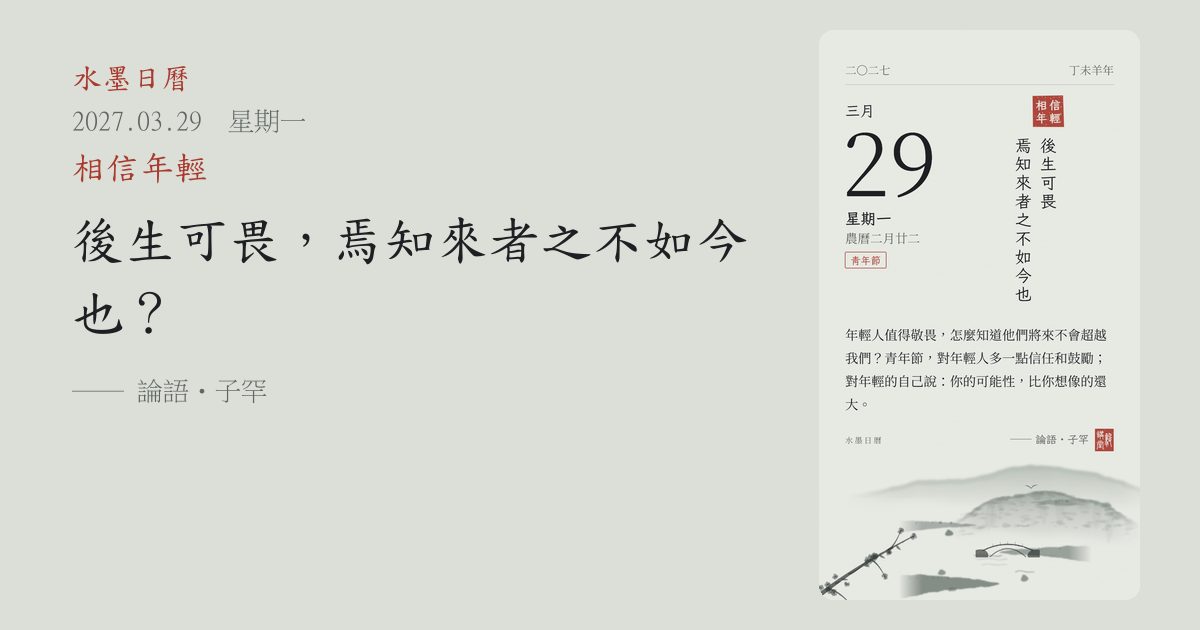 水墨日曆
2027.03.29 星期一
相信年輕
後生可畏，焉知來者之不如今
也？
—— 論語・子罕
二〇二七
丁未羊年
三月
29
星期一
農曆二月廿二
青年節
相信年輕
後生可畏
焉知來者之不如今也
年輕人值得敬畏，怎麼知道他們將來不會超越
我們？青年節，對年輕人多一點信任和鼓勵；
對年輕的自己說：你的可能性，比你想像的還
大。
水墨日曆
—— 論語・子罕